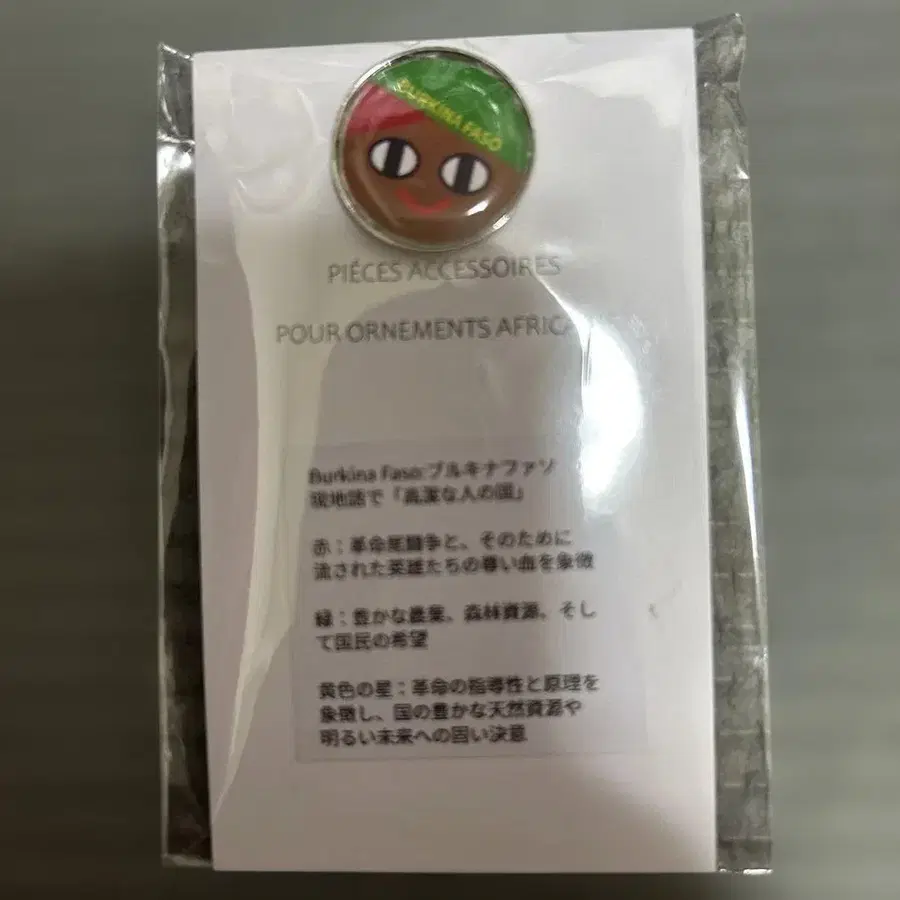 BURKINA FASO
PIÉCES ACCESSOIRES
POUR ORNEMENTS
Burkina Faso:ブルキナファソ
現地語で「高潔な人の国」
赤；革命尾闘争と、そのために
流された英雄たちの尊い血を象徴
緑；豊かな農業、森林資源、そし
て国民の希望
黄色の星；革命の指導性と原理を
象徴し、国の豊かな天然資源や
明るい未来への固い決意